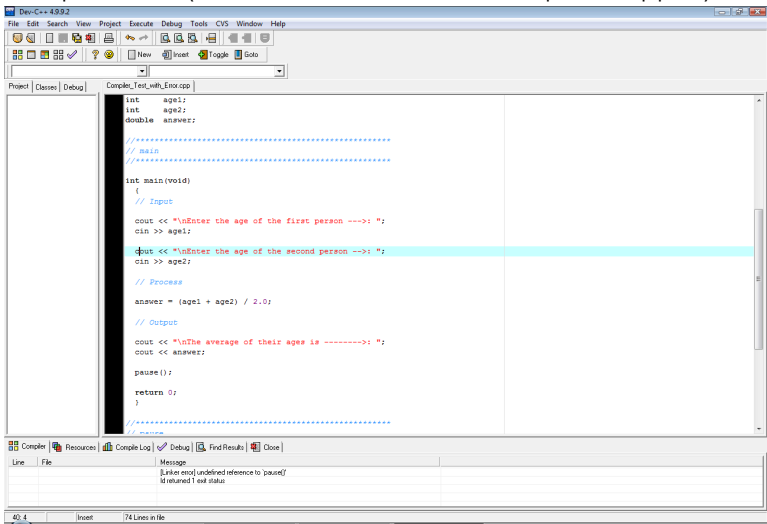 Dev-C++ 4.9.9.2
File Edit Search View Project Execute Debug Tools CVS Window Help
New Insert Toggle Goto
Project Classes Debug
Compiler_Test_with_Error.cpp
int age1;
int age2;
double answer;
//******************************************************
// main
//******************************************************
int main(void)
{
// Input
cout << "\nEnter the age of the first person --->: ";
cin >> age1;
cout << "\nEnter the age of the second person -->: ";
cin >> age2;
// Process
answer = (age1 + age2) / 2.0;
// Output
cout << "\nThe average of their ages is -------->: ";
cout << answer;
pause();
return 0;
}
//******************************************************
// pause
Compiler Resources Compile Log Debug Find Results Close
Line File Message
[Linker error] undefined reference to `pause()'
ld returned 1 exit status
40: 4 Insert 74 Lines in file